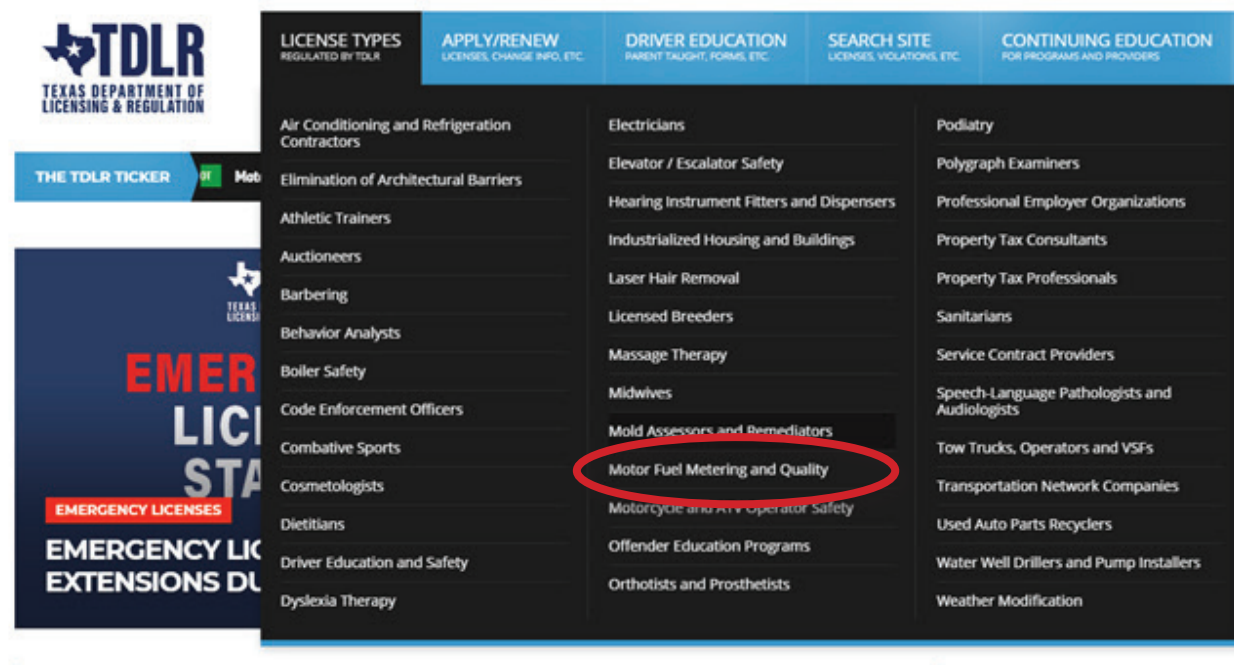 TDLR
TEXAS DEPARTMENT OF
LICENSING & REGULATION
LICENSE TYPES
REGULATED BY TDLR
APPLY/RENEW
LICENSES, CHANGE INFO, ETC.
DRIVER EDUCATION
PARENT TAUGHT, FORMS, ETC.
SEARCH SITE
LICENSES, VIOLATIONS, ETC.
CONTINUING EDUCATION
FOR PROGRAMS AND PROVIDERS
THE TDLR TICKER
Air Conditioning and Refrigeration
Contractors
Elimination of Architectural Barriers
Athletic Trainers
Auctioneers
Barbering
Behavior Analysts
Boiler Safety
Code Enforcement Officers
Combative Sports
Cosmetologists
Dietitians
Driver Education and Safety
Dyslexia Therapy
Electricians
Elevator / Escalator Safety
Hearing Instrument Fitters and Dispensers
Industrialized Housing and Buildings
Laser Hair Removal
Licensed Breeders
Massage Therapy
Midwives
Mold Assessors and Remediators
Motor Fuel Metering and Quality
Motorcycle and ATV Operator Safety
Offender Education Programs
Orthotists and Prosthetists
Podiatry
Polygraph Examiners
Professional Employer Organizations
Property Tax Consultants
Property Tax Professionals
Sanitarians
Service Contract Providers
Speech-Language Pathologists and
Audiologists
Tow Trucks, Operators and VSFs
Transportation Network Companies
Used Auto Parts Recyclers
Water Well Drillers and Pump Installers
Weather Modification
TEXAS
EMER
LICE
STA
EMERGENCY LICENSES
EMERGENCY LIC
EXTENSIONS DU